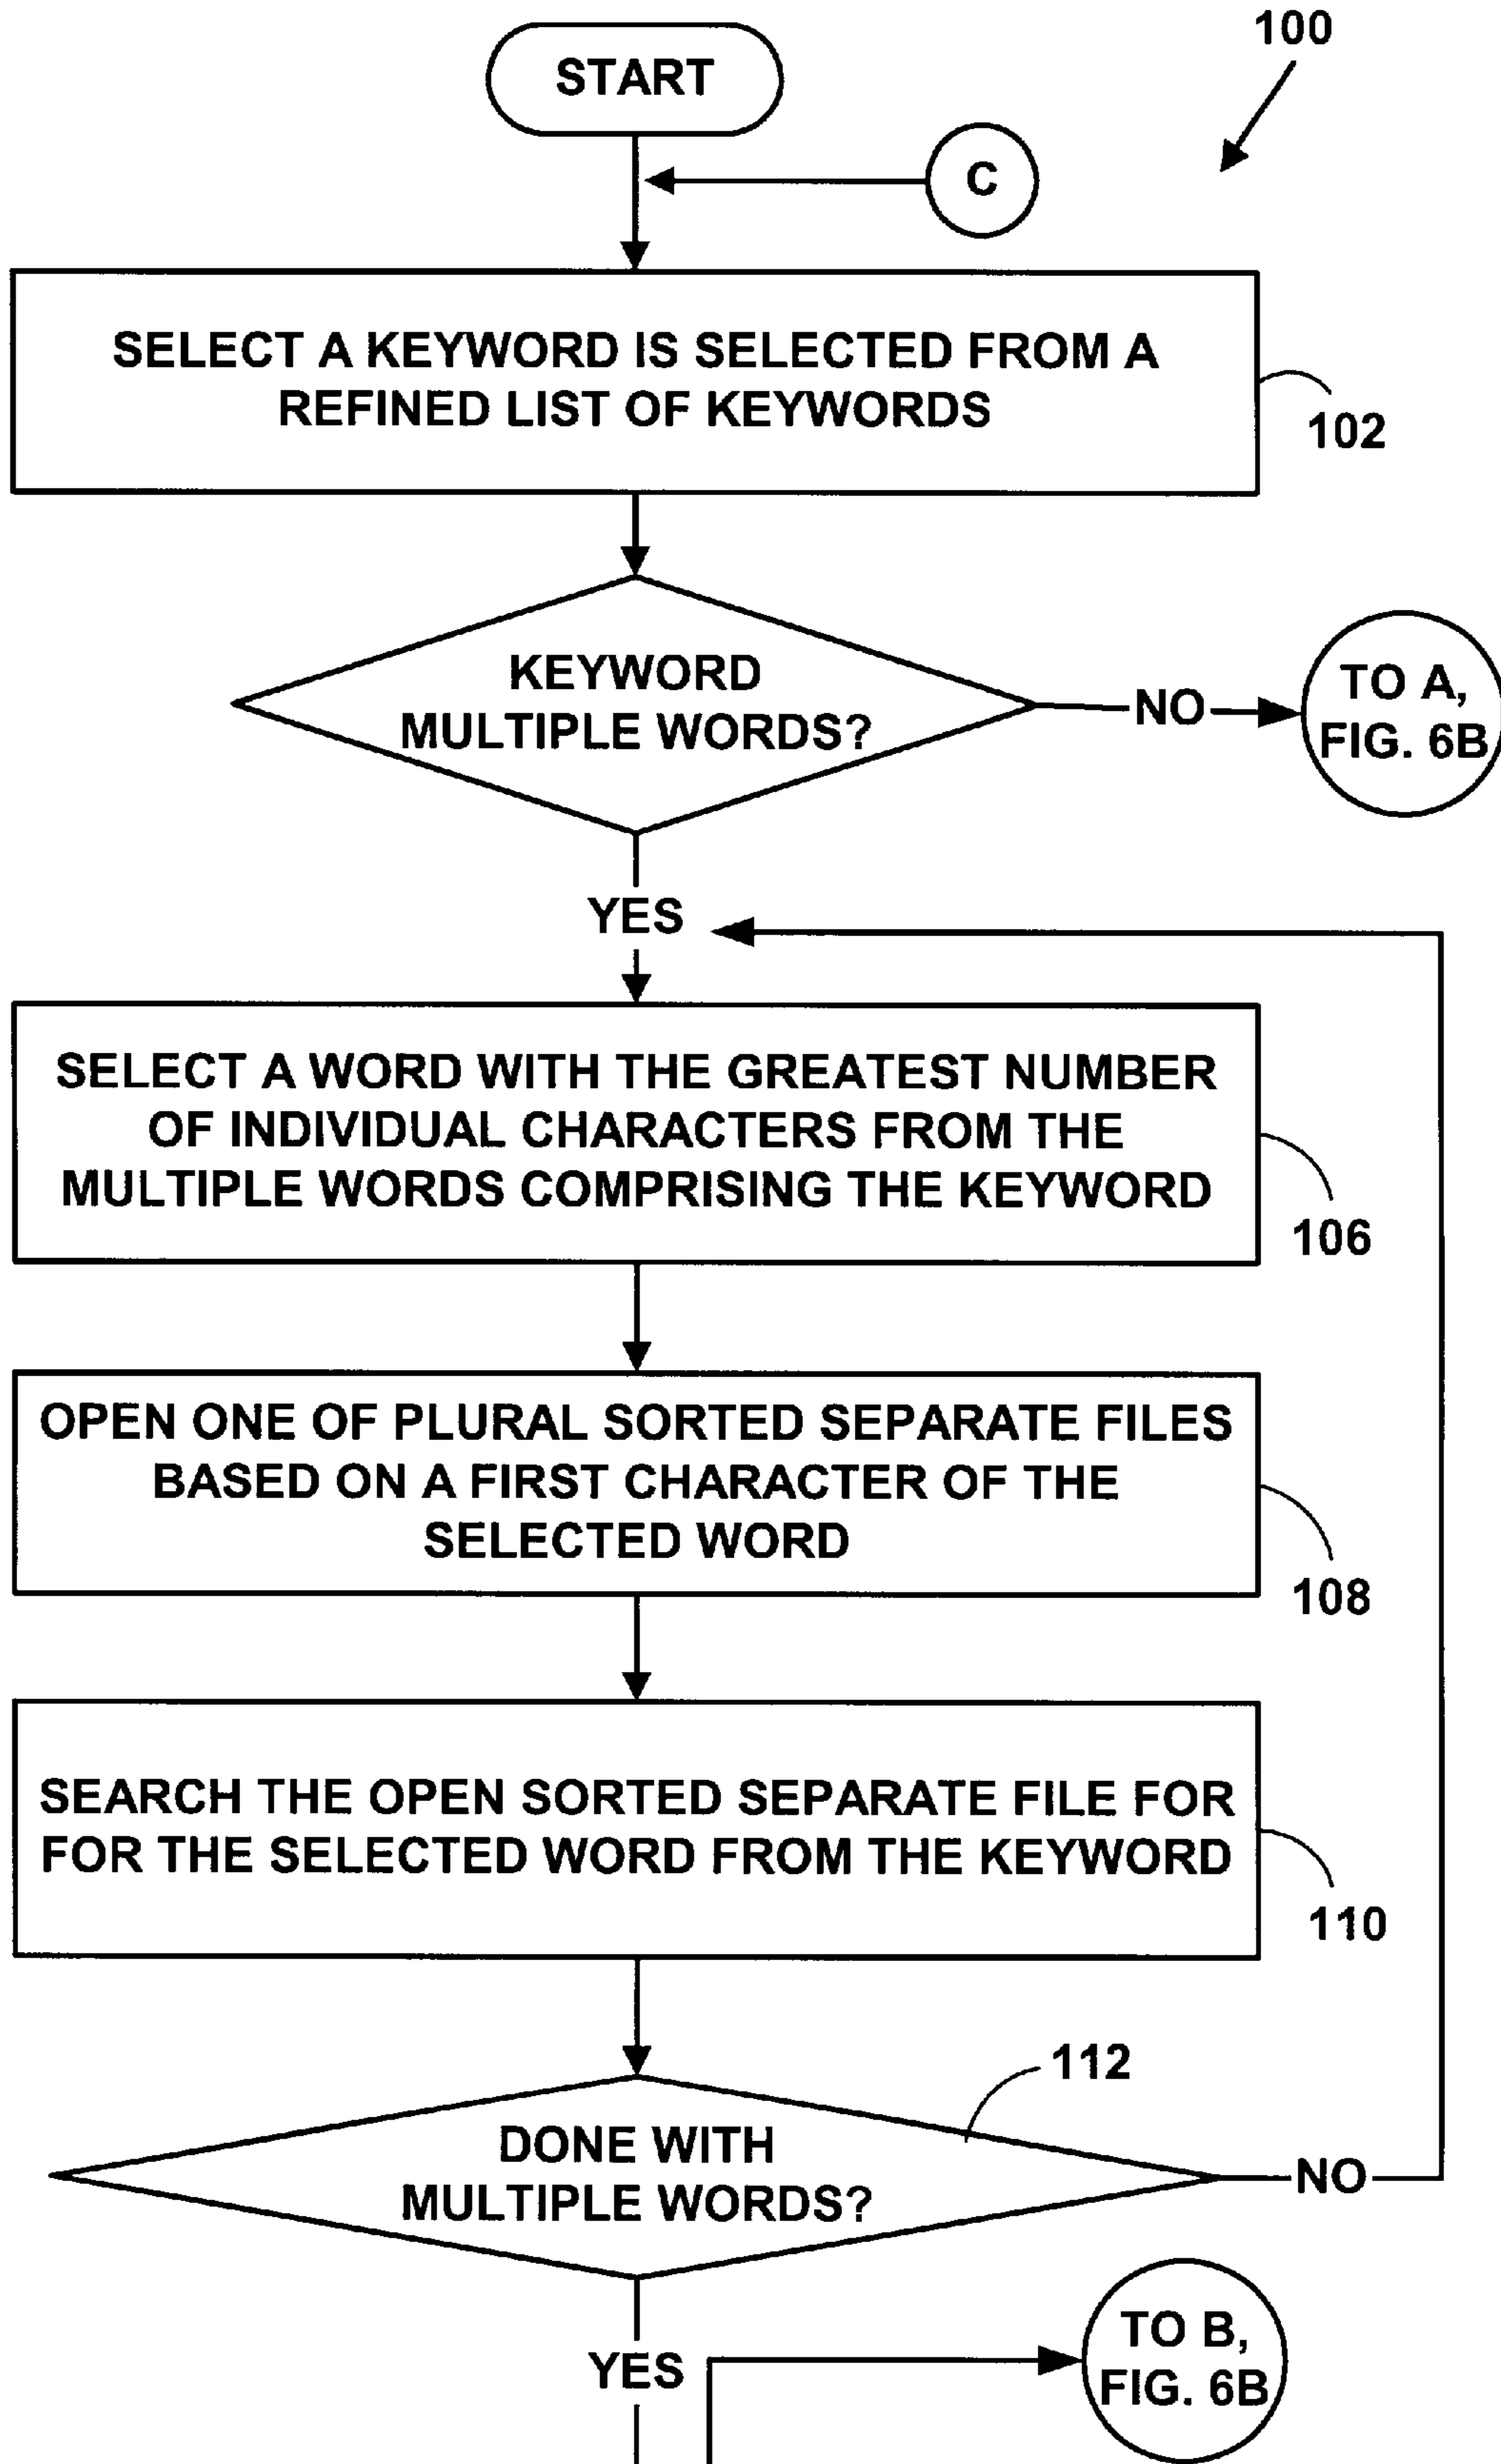 100
START
C
SELECT A KEYWORD IS SELECTED FROM A
REFINED LIST OF KEYWORDS
102
KEYWORD
MULTIPLE WORDS?
NO
TO A,
FIG. 6B
YES
SELECT A WORD WITH THE GREATEST NUMBER
OF INDIVIDUAL CHARACTERS FROM THE
MULTIPLE WORDS COMPRISING THE KEYWORD
106
OPEN ONE OF PLURAL SORTED SEPARATE FILES
BASED ON A FIRST CHARACTER OF THE
SELECTED WORD
108
SEARCH THE OPEN SORTED SEPARATE FILE FOR
FOR THE SELECTED WORD FROM THE KEYWORD
110
112
DONE WITH
MULTIPLE WORDS?
NO
YES
TO B,
FIG. 6B